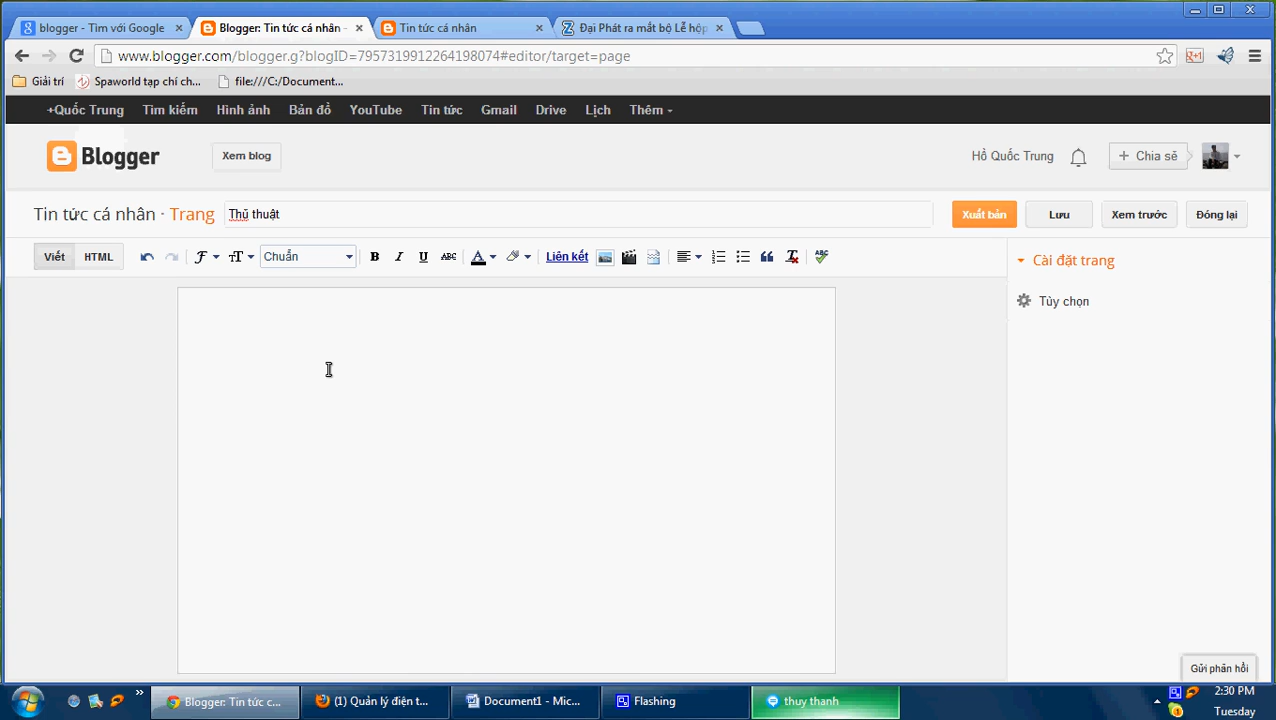 blogger - Tìm với Google
Blogger: Tin tức cá nhân -
Tin tức cá nhân
Đại Phát ra mắt bộ Lễ hộp
www.blogger.com/blogger.g?blogID=7957319912264198074#editor/target=page
Giải trí
Spaworld tạp chí ch...
file:///C:/Document...
+Quốc Trung Tìm kiếm Hình ảnh Bản đồ YouTube Tin tức Gmail Drive Lịch Thêm
Blogger
Xem blog
Hồ Quốc Trung
+ Chia sẻ
Tin tức cá nhân · Trang
Thủ thuật
Xuất bản
Lưu
Xem trước
Đóng lại
Viết
HTML
Chuẩn
B I U ABC
A
Liên kết
ABC
Cài đặt trang
Tùy chọn
Gửi phản hồi
Blogger: Tin tức c...
(1) Quản lý điện t...
Document1 - Mic...
Flashing
thuy thanh
2:30 PM
Tuesday